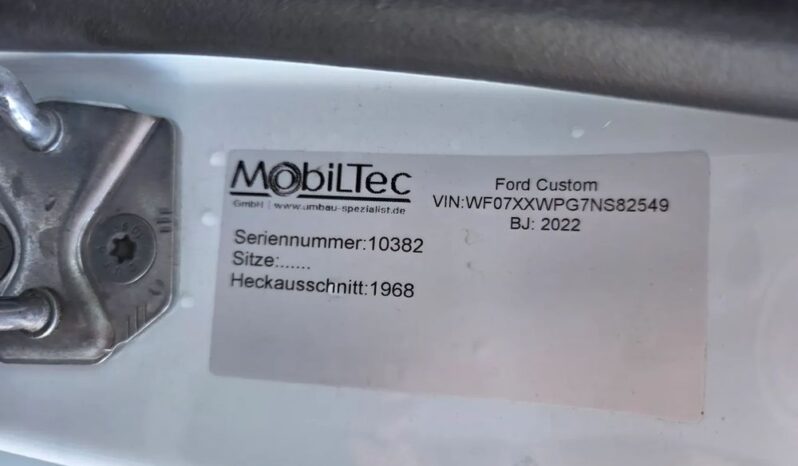 MobiLTec
GmbH | www.umbau-spezialist.de
Seriennummer:10382
Sitze:......
Heckausschnitt:1968
Ford Custom
VIN:WF07XXWPG7NS82549
BJ: 2022